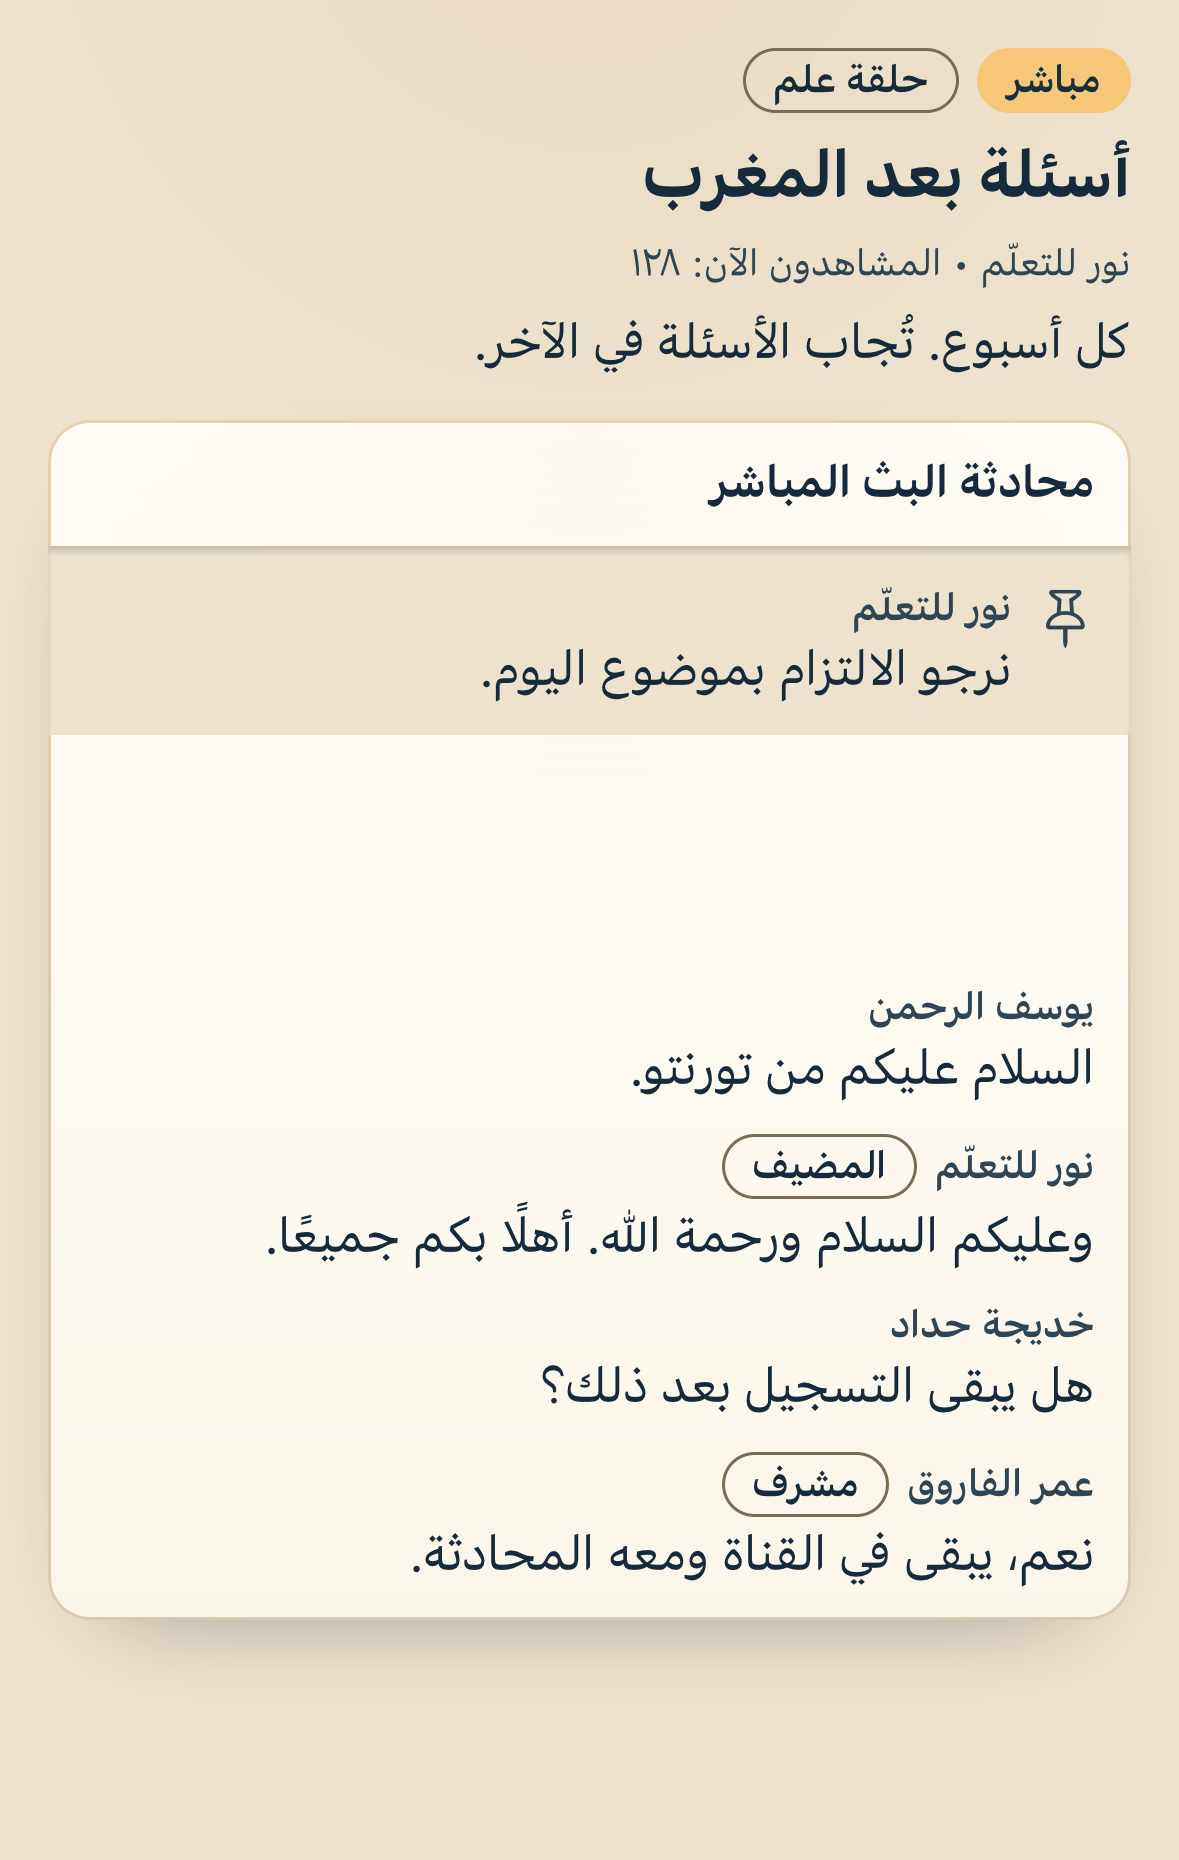 مباشر حلقة علم
أسئلة بعد المغرب
نور للتعلّم • المشاهدون الآن: ١٢٨
كل أسبوع. تُجاب الأسئلة في الآخر.
محادثة البث المباشر
نور للتعلّم
نرجو الالتزام بموضوع اليوم.
يوسف الرحمن
السلام عليكم من تورنتو.
نور للتعلّم المضيف
وعليكم السلام ورحمة الله. أهلًا بكم جميعًا.
خديجة حداد
هل يبقى التسجيل بعد ذلك؟
عمر الفاروق مشرف
نعم، يبقى في القناة ومعه المحادثة.